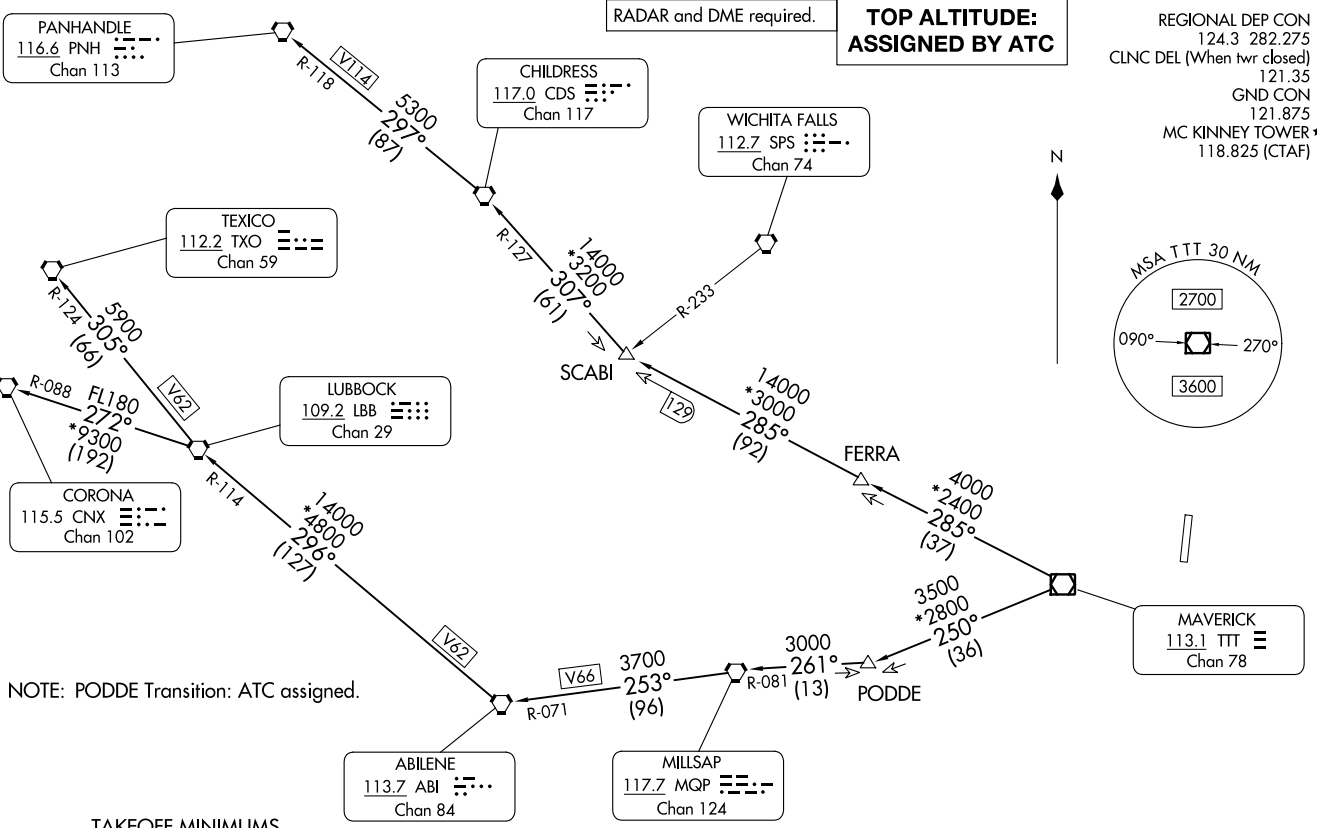 RADAR and DME required.
TOP ALTITUDE:
ASSIGNED BY ATC
REGIONAL DEP CON
124.3 282.275
CLNC DEL (When twr closed)
121.35
GND CON
121.875
MC KINNEY TOWER *
118.825 (CTAF)
PANHANDLE
116.6 PNH
Chan 113
R-118
V114
5300
297°
(87)
CHILDRESS
117.0 CDS
Chan 117
WICHITA FALLS
112.7 SPS
Chan 74
N
MSA TTT 30 NM
2700
090°
270°
3600
TEXICO
112.2 TXO
Chan 59
R-127
14000
*3200
307°
(61)
R-233
SCABI
129
R-124
5900
305°
(66)
V62
R-088
FL180
272°
*9300
(192)
LUBBOCK
109.2 LBB
Chan 29
14000
*3000
285°
(92)
FERRA
4000
*2400
285°
(37)
CORONA
115.5 CNX
Chan 102
R-114
14000
*4800
296°
(127)
V62
3500
*2800
250°
(36)
MAVERICK
113.1 TTT
Chan 78
3000
261°
(13)
R-081
PODDE
V66
3700
253°
(96)
R-071
NOTE: PODDE Transition: ATC assigned.
ABILENE
113.7 ABI
Chan 84
MILLSAP
117.7 MQP
Chan 124
TAKEOFF MINIMUMS